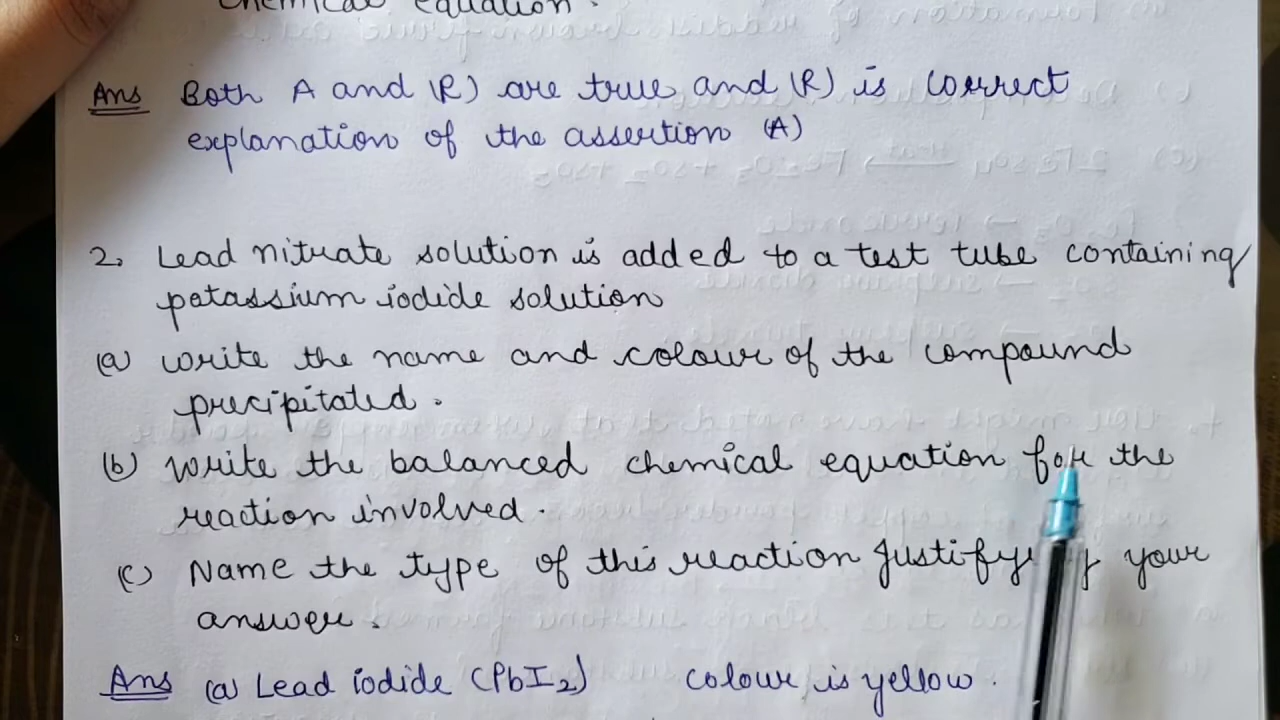 chemical equation.
Ans Both A and (R) are true and (R) is correct
explanation of the assertion (A)
2. Lead nitrate solution is added to a test tube containing
potassium iodide solution
(a) write the name and colour of the compound
precipitated.
(b) Write the balanced chemical equation for the
reaction involved.
(c) Name the type of this reaction Justify your
answer.
Ans (a) Lead iodide (PbI2) colour is yellow.